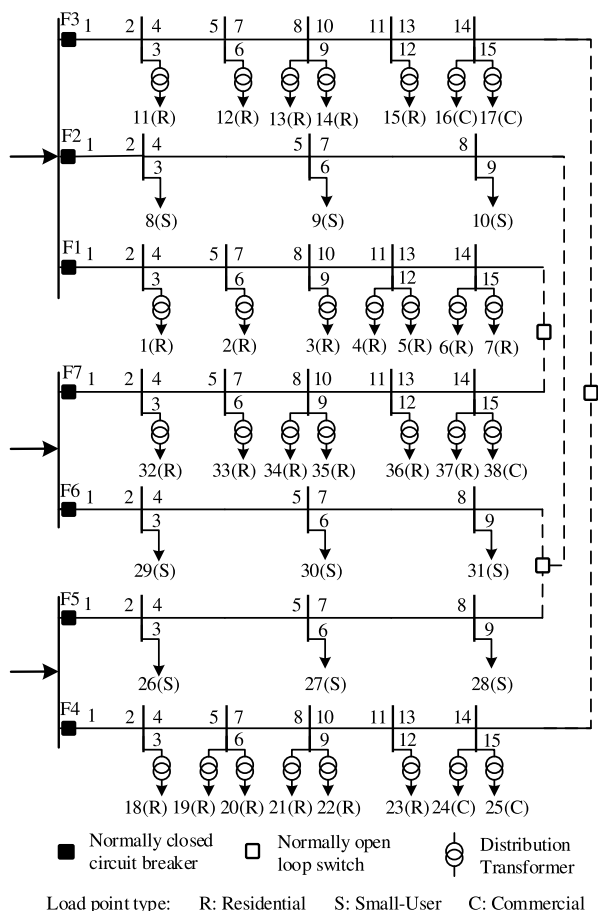 F3
1 2 4 5 7 8 10 11 13 14
3 6 9 12 15
11(R) 12(R) 13(R) 14(R) 15(R) 16(C) 17(C)
F2
1 2 4 5 7 8
3 6 9
8(S) 9(S) 10(S)
F1
1 2 4 5 7 8 10 11 13 14
3 6 9 12 15
1(R) 2(R) 3(R) 4(R) 5(R) 6(R) 7(R)
F7
1 2 4 5 7 8 10 11 13 14
3 6 9 12 15
32(R) 33(R) 34(R) 35(R) 36(R) 37(R) 38(C)
F6
1 2 4 5 7 8
3 6 9
29(S) 30(S) 31(S)
F5
1 2 4 5 7 8
3 6 9
26(S) 27(S) 28(S)
F4
1 2 4 5 7 8 10 11 13 14
3 6 9 12 15
18(R) 19(R) 20(R) 21(R) 22(R) 23(R) 24(C) 25(C)
Normally closed
circuit breaker
Normally open
loop switch
Distribution
Transformer
Load point type: R: Residential S: Small-User C: Commercial